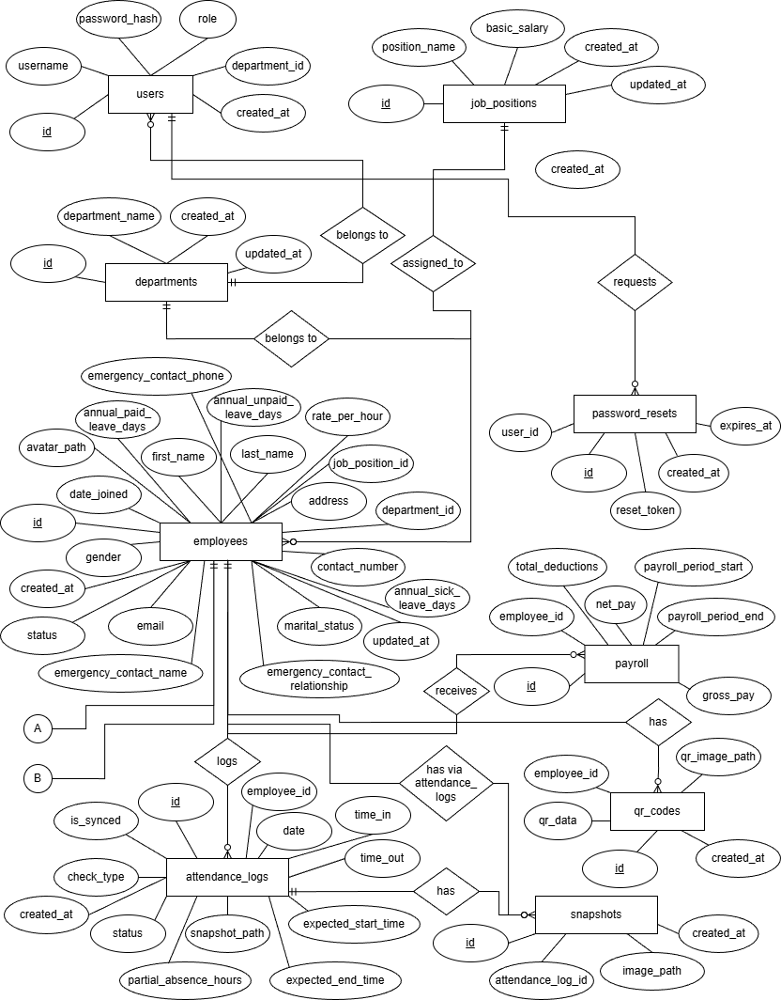 password_hash
role
username
department_id
users
id
created_at
position_name
basic_salary
created_at
updated_at
id
job_positions
created_at
department_name
created_at
updated_at
id
departments
belongs to
assigned_to
requests
belongs to
emergency_contact_phone
annual_paid_
leave_days
annual_unpaid_
leave_days
rate_per_hour
avatar_path
first_name
last_name
job_position_id
date_joined
address
department_id
id
employees
gender
contact_number
created_at
annual_sick_
leave_days
status
email
marital_status
updated_at
emergency_contact_name
emergency_contact_
relationship
password_resets
user_id
expires_at
id
created_at
reset_token
total_deductions
payroll_period_start
net_pay
employee_id
payroll_period_end
payroll
id
gross_pay
receives
A
B
has
logs
has via
attendance_
logs
qr_image_path
employee_id
qr_codes
qr_data
id
created_at
id
employee_id
is_synced
date
time_in
time_out
check_type
attendance_logs
has
created_at
status
snapshot_path
expected_start_time
partial_absence_hours
expected_end_time
snapshots
id
created_at
attendance_log_id
image_path